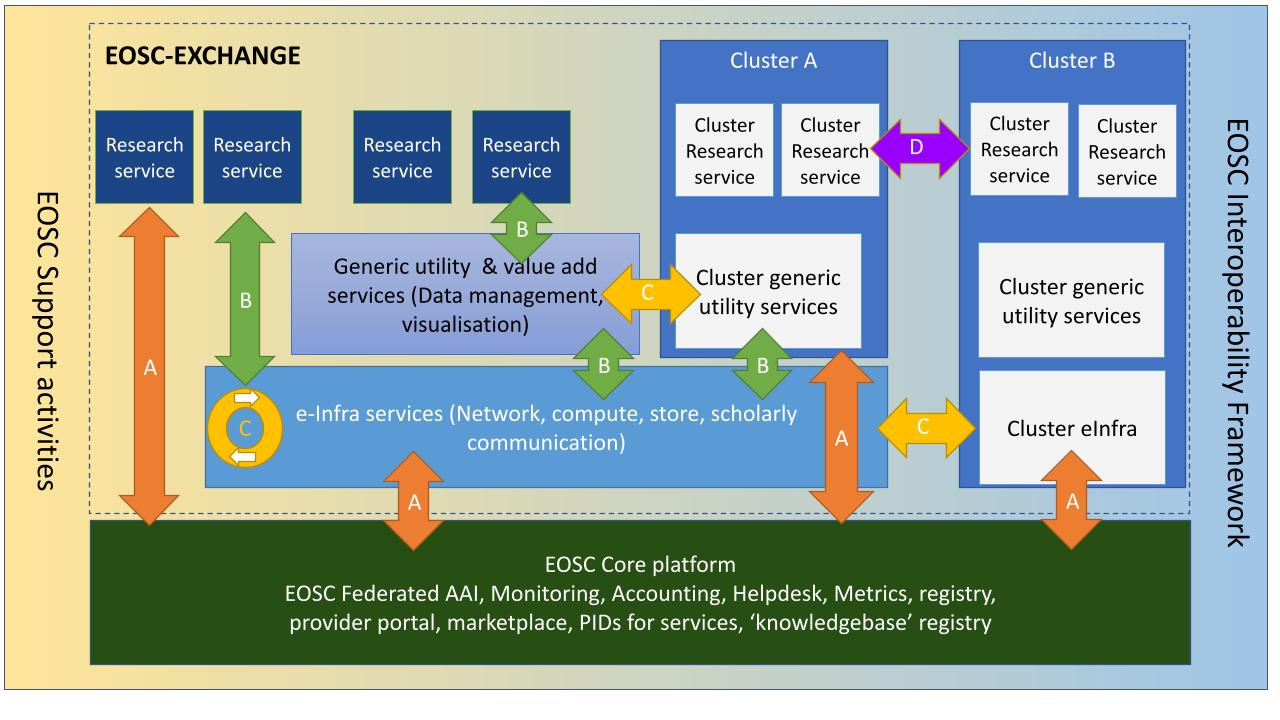 EOSC-EXCHANGE
Cluster A
Cluster B
Research
service
Research
service
Research
service
Research
service
Cluster
Research
service
Cluster
Research
service
D
Cluster
Research
service
Cluster
Research
service
EOSC Support activities
EOSC Interoperability Framework
B
B
Generic utility  & value add
services (Data management,
visualisation)
C
Cluster generic
utility services
Cluster generic
utility services
A
B
B
C
e-Infra services (Network, compute, store, scholarly
communication)
A
C
Cluster eInfra
A
A
EOSC Core platform
EOSC Federated AAI, Monitoring, Accounting, Helpdesk, Metrics, registry,
provider portal, marketplace, PIDs for services, ‘knowledgebase’ registry